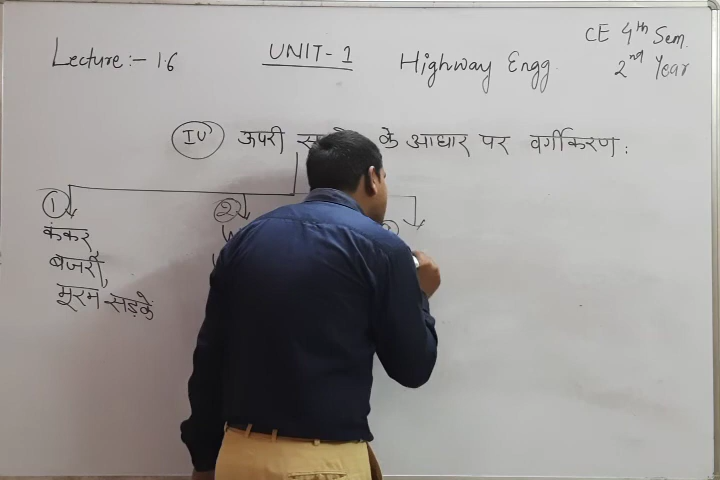 Lecture:- 1.6
UNIT- 1
Highway Engg.
CE 4th Sem.
2nd Year
IV ऊपरी के आधार पर वर्गीकरण :
1
कंकर,
बजरी,
मूरम सड़कें
2